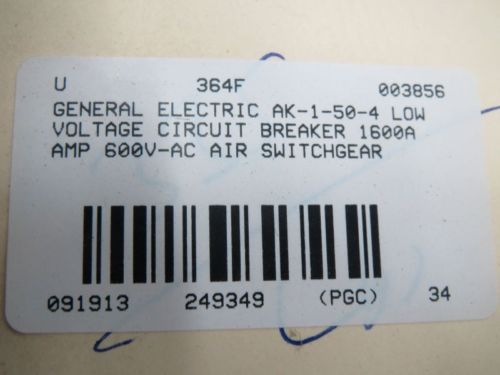 U 364F 003856
GENERAL ELECTRIC AK-1-50-4 LOW
VOLTAGE CIRCUIT BREAKER 1600A
AMP 600V-AC AIR SWITCHGEAR
091913 249349 (PGC) 34